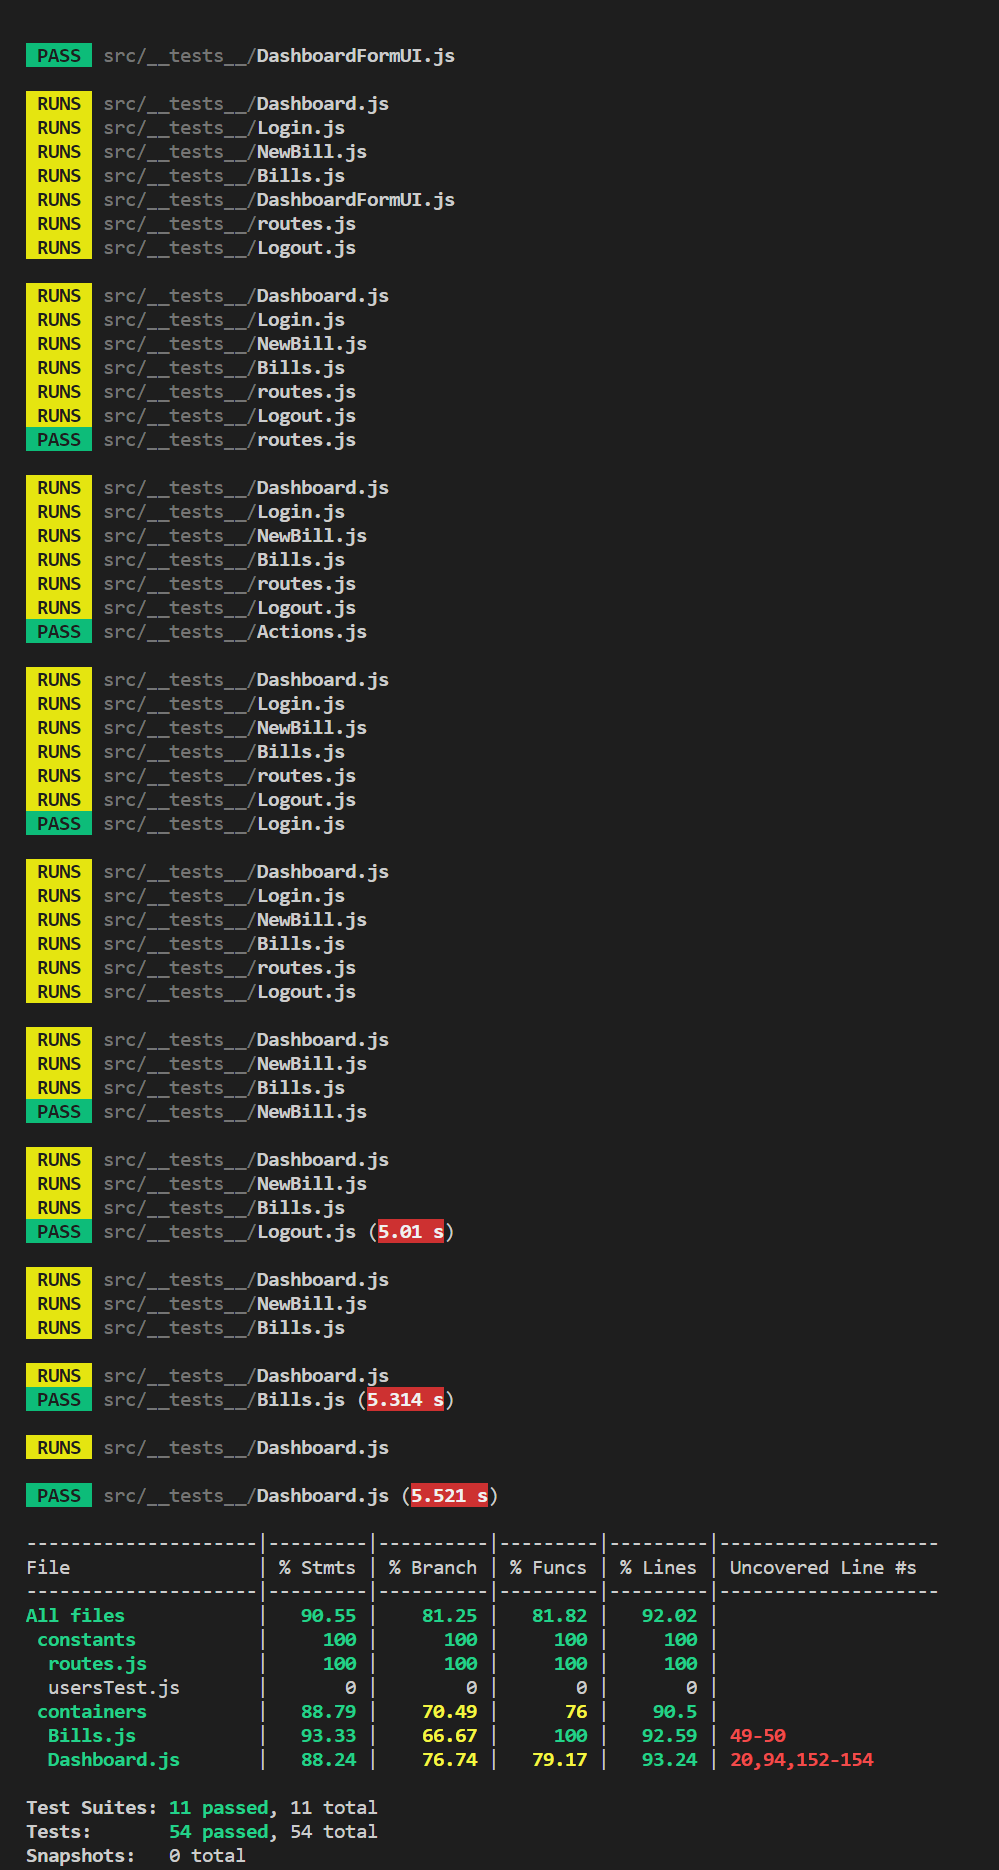 PASS src/__tests__/DashboardFormUI.js
RUNS src/__tests__/Dashboard.js
RUNS src/__tests__/Login.js
RUNS src/__tests__/NewBill.js
RUNS src/__tests__/Bills.js
RUNS src/__tests__/DashboardFormUI.js
RUNS src/__tests__/routes.js
RUNS src/__tests__/Logout.js
RUNS src/__tests__/Dashboard.js
RUNS src/__tests__/Login.js
RUNS src/__tests__/NewBill.js
RUNS src/__tests__/Bills.js
RUNS src/__tests__/routes.js
RUNS src/__tests__/Logout.js
PASS src/__tests__/routes.js
RUNS src/__tests__/Dashboard.js
RUNS src/__tests__/Login.js
RUNS src/__tests__/NewBill.js
RUNS src/__tests__/Bills.js
RUNS src/__tests__/routes.js
RUNS src/__tests__/Logout.js
PASS src/__tests__/Actions.js
RUNS src/__tests__/Dashboard.js
RUNS src/__tests__/Login.js
RUNS src/__tests__/NewBill.js
RUNS src/__tests__/Bills.js
RUNS src/__tests__/routes.js
RUNS src/__tests__/Logout.js
PASS src/__tests__/Login.js
RUNS src/__tests__/Dashboard.js
RUNS src/__tests__/Login.js
RUNS src/__tests__/NewBill.js
RUNS src/__tests__/Bills.js
RUNS src/__tests__/routes.js
RUNS src/__tests__/Logout.js
RUNS src/__tests__/Dashboard.js
RUNS src/__tests__/NewBill.js
RUNS src/__tests__/Bills.js
PASS src/__tests__/NewBill.js
RUNS src/__tests__/Dashboard.js
RUNS src/__tests__/NewBill.js
RUNS src/__tests__/Bills.js
PASS src/__tests__/Logout.js (5.01 s)
RUNS src/__tests__/Dashboard.js
RUNS src/__tests__/NewBill.js
RUNS src/__tests__/Bills.js
RUNS src/__tests__/Dashboard.js
PASS src/__tests__/Bills.js (5.314 s)
RUNS src/__tests__/Dashboard.js
PASS src/__tests__/Dashboard.js (5.521 s)
---------------------|---------|----------|---------|---------|--------------------
File                 | % Stmts | % Branch | % Funcs | % Lines | Uncovered Line #s
---------------------|---------|----------|---------|---------|--------------------
All files            |   90.55 |    81.25 |   81.82 |   92.02 |
 constants           |     100 |      100 |     100 |     100 |
  routes.js          |     100 |      100 |     100 |     100 |
  usersTest.js       |       0 |        0 |       0 |       0 |
 containers          |   88.79 |    70.49 |      76 |    90.5 |
  Bills.js           |   93.33 |    66.67 |     100 |   92.59 | 49-50
  Dashboard.js       |   88.24 |    76.74 |   79.17 |   93.24 | 20,94,152-154
Test Suites: 11 passed, 11 total
Tests:       54 passed, 54 total
Snapshots:   0 total